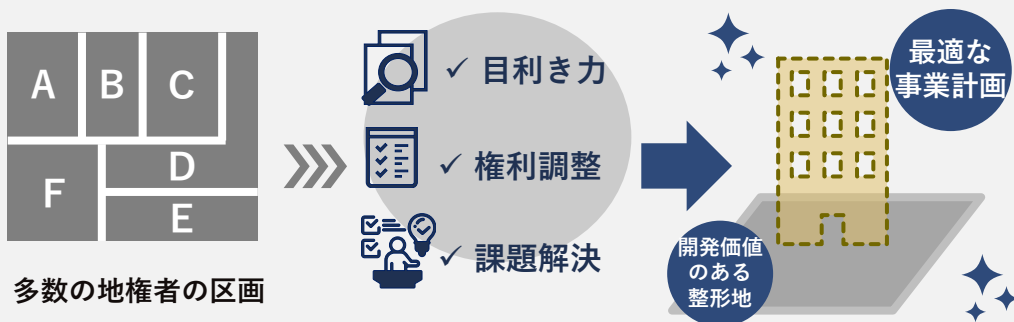 A
B
C
D
E
F
多数の地権者の区画
✓ 目利き力
✓ 権利調整
✓ 課題解決
最適な
事業計画
開発価値
のある
整形地